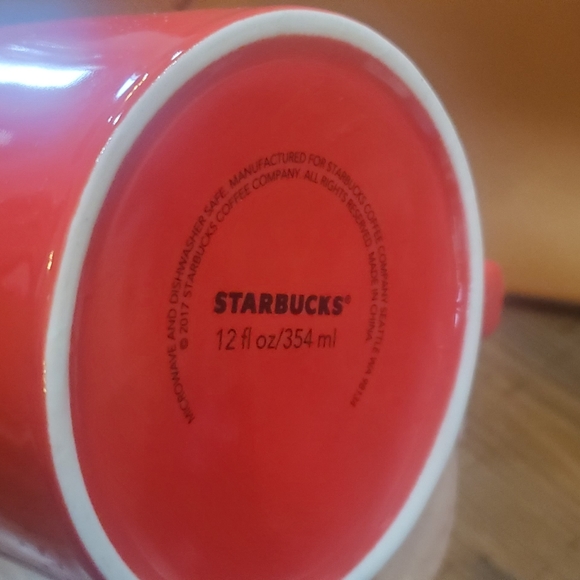 MICROWAVE AND DISHWASHER SAFE. MANUFACTURED FOR STARBUCKS COFFEE COMPANY SEATTLE WA 98134
© 2017 STARBUCKS COFFEE COMPANY. ALL RIGHTS RESERVED. MADE IN CHINA.
STARBUCKS®
12 fl oz/354 ml